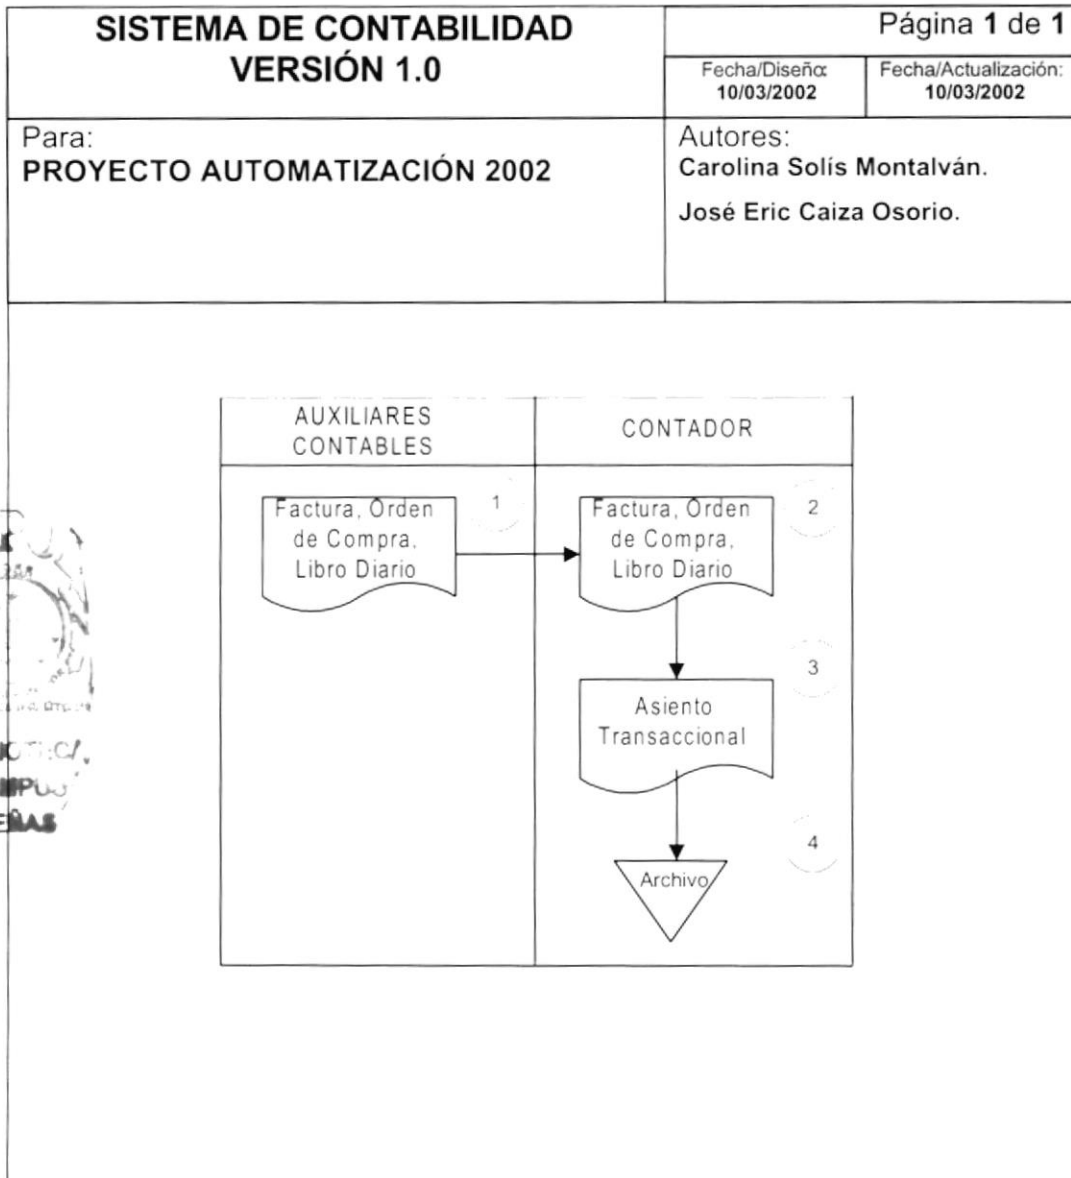 SISTEMA DE CONTABILIDAD
VERSIÓN 1.0
Página 1 de 1
Fecha/Diseño:
10/03/2002
Fecha/Actualización:
10/03/2002
Para:
PROYECTO AUTOMATIZACIÓN 2002
Autores:
Carolina Solís Montalván.
José Eric Caiza Osorio.
AUXILIARES
CONTABLES
CONTADOR
Factura, Orden
de Compra,
Libro Diario
1
Factura, Orden
de Compra,
Libro Diario
2
Asiento
Transaccional
3
Archivo
4